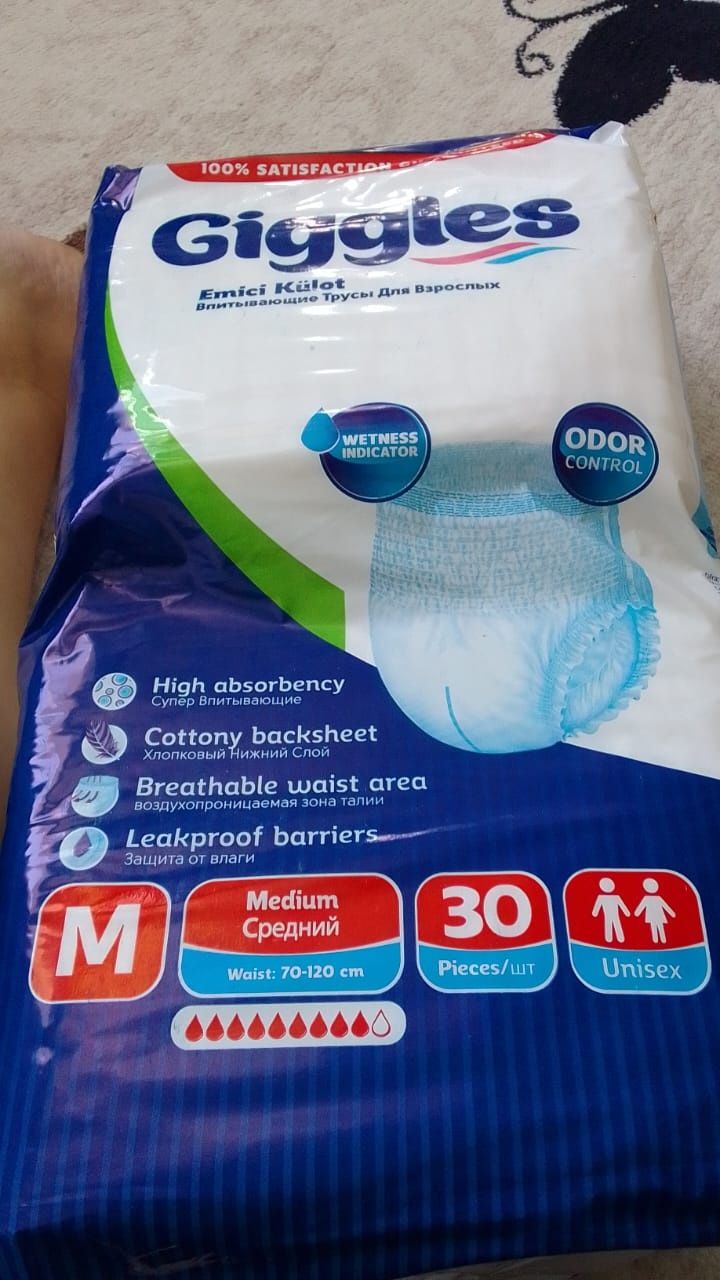 100% SATISFACTION
Giggles
Emici Külot
Впитывающие Трусы Для Взрослых
WETNESS
INDICATOR
ODOR
CONTROL
High absorbency
Супер Впитывающие
Cottony backsheet
Хлопковый Нижний Слой
Breathable waist area
воздухопроницаемая зона талии
Leakproof barriers
Защита от влаги
M
Medium
Средний
Waist: 70-120 cm
30
Pieces/шт
Unisex